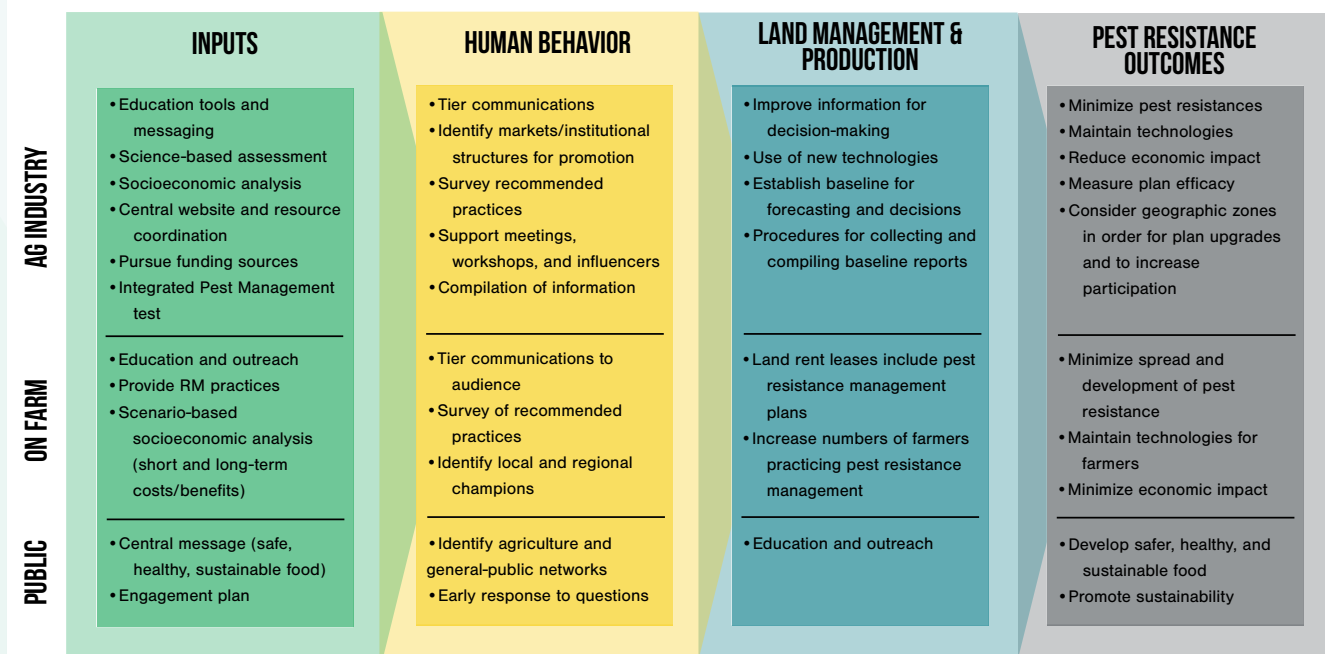 INPUTS
HUMAN BEHAVIOR
LAND MANAGEMENT &
PRODUCTION
PEST RESISTANCE
OUTCOMES
AG INDUSTRY
• Education tools and
messaging
• Science-based assessment
• Socioeconomic analysis
• Central website and resource
coordination
• Pursue funding sources
• Integrated Pest Management
test
• Tier communications
• Identify markets/institutional
structures for promotion
• Survey recommended
practices
• Support meetings,
workshops, and influencers
• Compilation of information
• Improve information for
decision-making
• Use of new technologies
• Establish baseline for
forecasting and decisions
• Procedures for collecting and
compiling baseline reports
• Minimize pest resistances
• Maintain technologies
• Reduce economic impact
• Measure plan efficacy
• Consider geographic zones
in order for plan upgrades
and to increase
participation
ON FARM
• Education and outreach
• Provide RM practices
• Scenario-based
socioeconomic analysis
(short and long-term
costs/benefits)
• Tier communications to
audience
• Survey of recommended
practices
• Identify local and regional
champions
• Land rent leases include pest
resistance management
plans
• Increase numbers of farmers
practicing pest resistance
management
• Minimize spread and
development of pest
resistance
• Maintain technologies for
farmers
• Minimize economic impact
PUBLIC
• Central message (safe,
healthy, sustainable food)
• Engagement plan
• Identify agriculture and
general-public networks
• Early response to questions
• Education and outreach
• Develop safer, healthy, and
sustainable food
• Promote sustainability